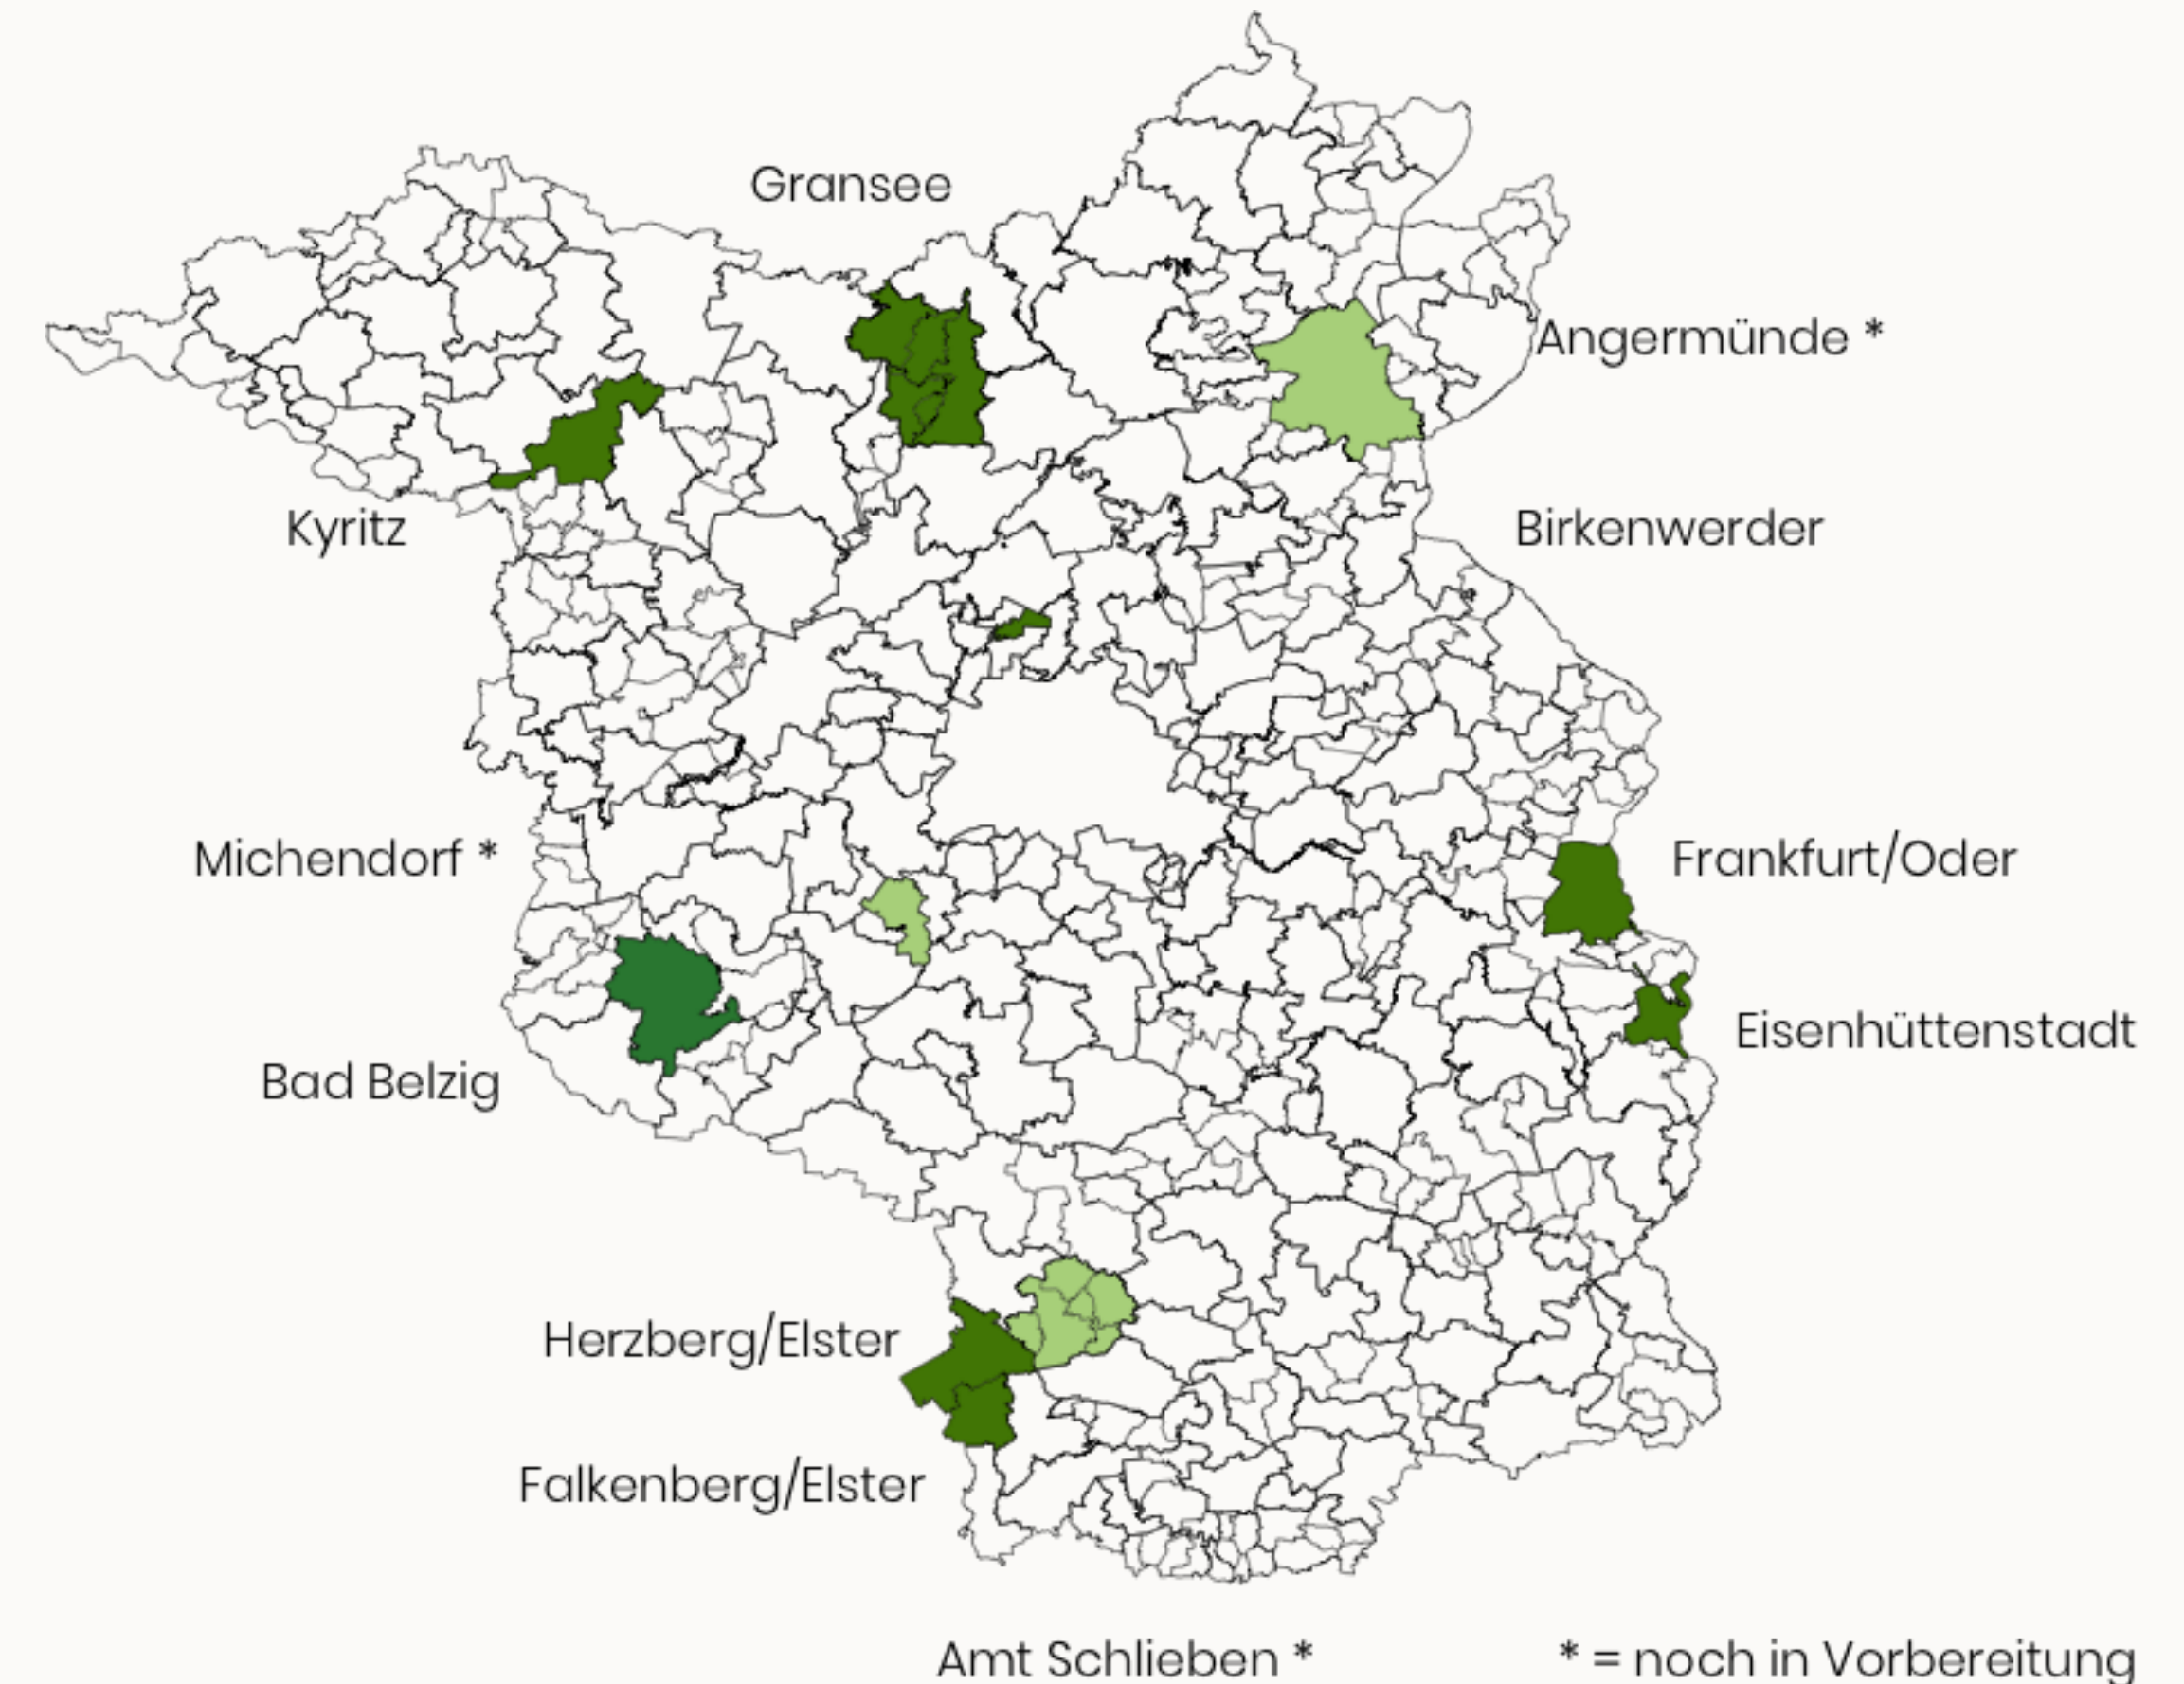 Gransee
Angermünde *
Kyritz
Birkenwerder
Michendorf *
Frankfurt/Oder
Eisenhüttenstadt
Bad Belzig
Herzberg/Elster
Falkenberg/Elster
Amt Schlieben *
* = noch in Vorbereitung